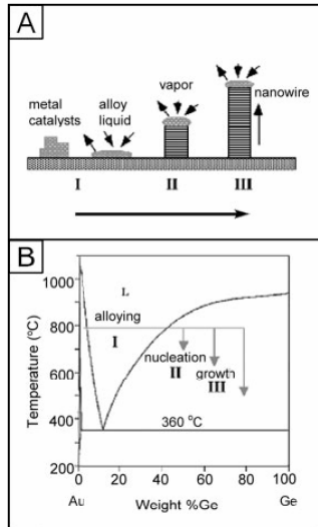 A
metal
catalysts
alloy
liquid
vapor
nanowire
I
II
III
B
1000
800
600
400
200
Temperature (°C)
L
alloying
I
nucleation
II
growth
III
360 °C
0 20 40 60 80 100
Au Weight %Ge Ge